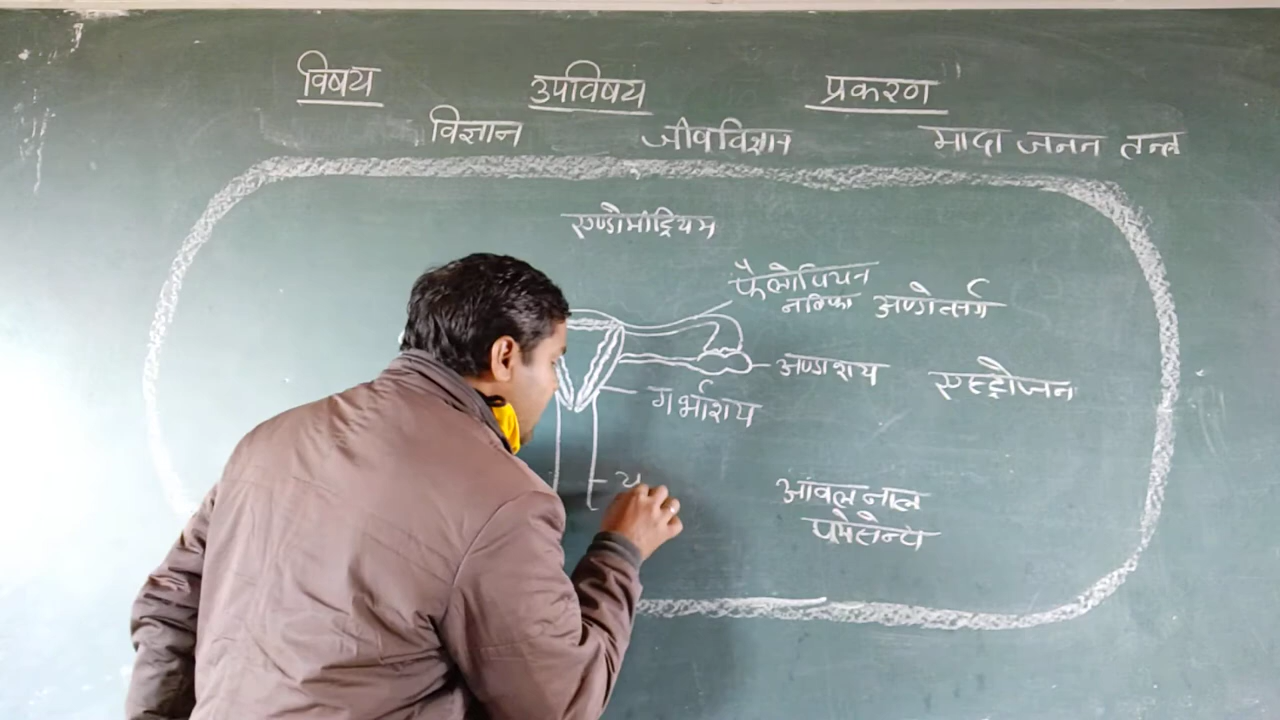 विषय उपविषय प्रकरण
विज्ञान जीवविज्ञान मादा जनन तन्त्र
एण्डोमीट्रियम
फैलोपियन
नलिका अण्डोत्सर्ग
अण्डाशय एस्ट्रोजन
गर्भाशय
य
आंवल नाल